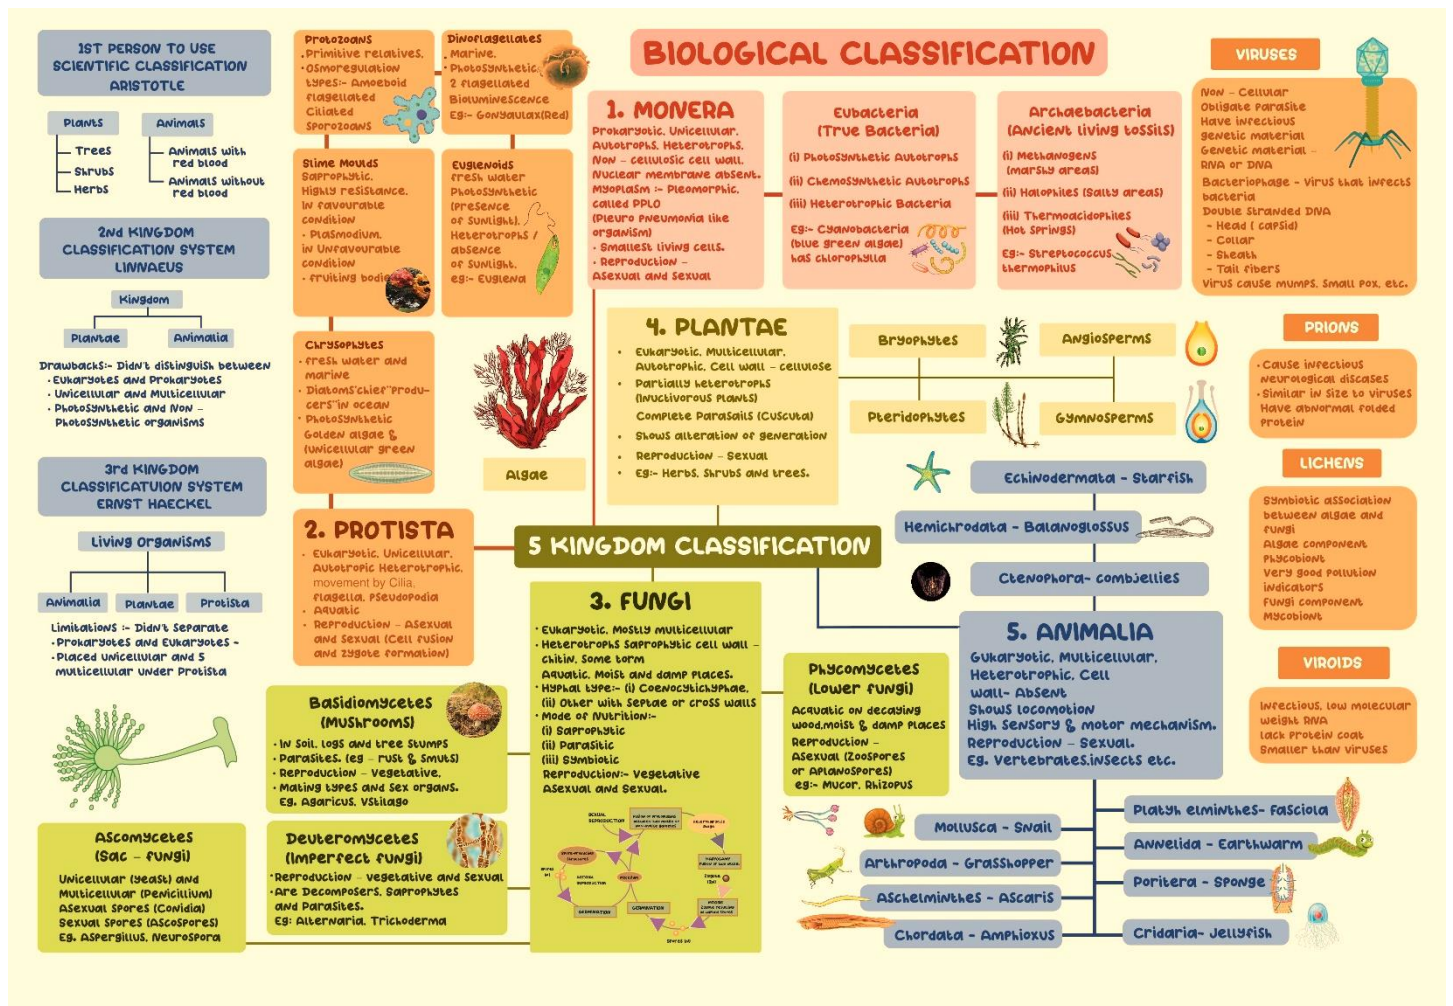 1ST PERSON TO USE
SCIENTIFIC CLASSIFICATION
ARISTOTLE
Plants
Trees
Shrubs
Herbs
Animals
Animals with
red blood
Animals without
red blood
2nd KINGDOM
CLASSIFICATION SYSTEM
LINNAEUS
Kingdom
Plantae
Animalia
Drawbacks:- Didn't distinguish between
• Eukaryotes and Prokaryotes
• Unicellular and Multicellular
• Photosynthetic and Non –
Photosynthetic organisms
3rd KINGDOM
CLASSIFICATUION SYSTEM
ERNST HAECKEL
Living Organisms
Animalia
Plantae
Protista
Limitations :- Didn't Separate
• Prokaryotes and Eukaryotes -
• Placed Unicellular and 5
multicellular under Protista
Protozoans
. Primitive relatives.
• Osmoregulation
types:- Amoeboid
flagellated
Ciliated
Sporozoans
Dinoflagellates
. Marine.
• Photosynthetic
2 flagellated
Bioluminescence
Eg:- Gonyaulax(Red)
Slime Moulds
Saprophytic.
Highly resistance.
In favourable
condition
• Plasmodium.
in Unfavourable
condition
• fruiting bodie
Euglenoids
fresh water
Photosynthetic
(presence
of Sunlight).
Heterotrophs /
absence
of Sunlight.
eg:- Euglena
Chrysophytes
• fresh water and
marine
• Diatoms'chief"Produ-
cers"in ocean
• Photosynthetic
Golden algae &
(unicellular green
algae)
Algae
2. PROTISTA
• Eukaryotic. Unicellular.
Autotropic Heterotrophic.
movement by Cilia,
flagella, Pseudopodia
• Aquatic
• Reproduction – Asexual
and Sexual (Cell fusion
and zygote formation)
BIOLOGICAL CLASSIFICATION
1. MONERA
Prokaryotic. Unicellular.
Autotrophs. Heterotrophs.
Non – cellulosic cell wall.
Nuclear membrane absent.
Myoplasm :- Pleomorphic.
called PPLO
(Pleuro Pneumonia like
organism)
• Smallest living cells.
• Reproduction –
Asexual and Sexual
Eubacteria
(True Bacteria)
(i) Photosynthetic Autotrophs
(ii) Chemosynthetic Autotrophs
(iii) Heterotrophic Bacteria
Eg:- Cyanobacteria
(blue green algae)
has chlorophylla
Archaebacteria
(Ancient living tossils)
(i) Methanogens
(marshy areas)
(ii) Halophiles (Salty areas)
(iii) Thermoacidophiles
(Hot Springs)
Eg:- Streptococcus
thermophilus
4. PLANTAE
• Eukaryotic. Multicellular.
Autotrophic. Cell wall – cellulose
• Partially heterotrophs
(Inuctivorous plants)
Complete Parasails (Cuscuta)
• Shows alteration of generation
• Reproduction – Sexual
• Eg:- Herbs. Shrubs and trees.
Bryophytes
Angiosperms
Pteridophytes
Gymnosperms
5 KINGDOM CLASSIFICATION
3. FUNGI
• Eukaryotic. Mostly multicellular
• Heterotrophs Saprophytic cell wall –
chitin. Some torm
Aquatic. Moist and damp Places.
• Hyphal type:- (i) Coenocytichyphae.
(ii) Other with Septae or cross walls
• Mode of Nutrition:-
(i) Saprophytic
(ii) Parasitic
(iii) Symbiotic
Reproduction:- Vegetative
Asexual and Sexual.
SEXUAL REPRODUCTION
GERMINATION
GERMINATION
Basidiomycetes
(Mushrooms)
• In Soil. logs and tree Stumps
• Parasites. (eg – rust & Smuts)
• Reproduction – Vegetative.
• Mating types and Sex organs.
Eg. Agaricus. VStilago
Deuteromycetes
(Imperfect fungi)
•Reproduction – vegetative and Sexual
•Are Decomposers. Saprophytes
and Parasites.
Eg: Alternaria. Trichoderma
Ascomycetes
(Sac – fungi)
Unicellular (yeast) and
Multicellular (Penicillium)
Asexual Spores (Conidia)
Sexual Spores (Ascospores)
Eg. Aspergillus. Neurospora
Phycomycetes
(Lower fungi)
Acquatic on decaying
wood.moist & damp Places
Reproduction –
Asexual (Zoospores
or Aplanospores)
eg:- Mucor. Rhizopus
Echinodermata - Starfish
Hemichrodata - Balanoglossus
Ctenophora- combjellies
5. ANIMALIA
Gukaryotic. Multicellular.
Heterotrophic. Cell
wall- Absent
Shows locomotion
High Sensory & motor mechanism.
Reproduction – Sexual.
Eg. Vertebrates.insects etc.
Mollusca – Snail
Arthropoda – Grasshopper
Aschelminthes – Ascaris
Chordata – Amphioxus
Platyh elminthes- Fasciola
Annelida – Earthwarm
Poritera – Sponge
Cridaria- Jellyfish
VIRUSES
Non – Cellular
Obligate parasite
Have infectious
genetic material
Genetic material –
RNA or DNA
Bacteriophage – Virus that infects
bacteria
Double Stranded DNA
- Head ( capsid)
- Collar
- Sheath
- Tail fibers
Virus cause mumps. Small Pox. etc.
PRIONS
• Cause infectious
neurological discases
• Similar in Size to viruses
Have abnormal folded
Protein
LICHENS
Symbiotic association
between algae and
fungi
Algae component
Phycobiont
Very good Pollution
indicators
Fungi component
Mycobiont
VIROIDS
Infectious, low molecular
weight RNA
lack Protein coat
Smaller than viruses